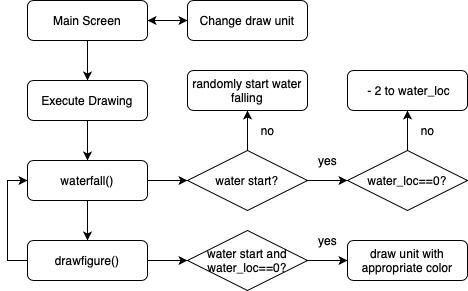 Main Screen
Change draw unit
Execute Drawing
randomly start water
falling
- 2 to water_loc
no
no
waterfall()
water start?
yes
water_loc==0?
drawfigure()
water start and
water_loc==0?
yes
draw unit with
appropriate color